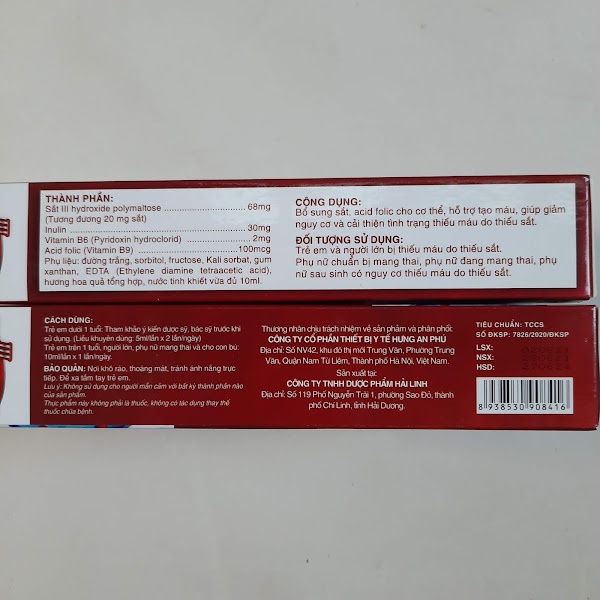 THÀNH PHẦN:
Sắt III hydroxide polymaltose ........................... 68mg
(Tương đương 20 mg sắt)
Inulin ............................................................... 30mg
Vitamin B6 (Pyridoxin hydroclorid) ...................... 2mg
Acid folic (Vitamin B9) ................................... 100mcg
Phụ liệu: đường trắng, sorbitol, fructose, Kali sorbat, gum
xanthan, EDTA (Ethylene diamine tetraacetic acid),
hương hoa quả tổng hợp, nước tinh khiết vừa đủ 10ml.
CÔNG DỤNG:
Bổ sung sắt, acid folic cho cơ thể, hỗ trợ tạo máu, giúp giảm
nguy cơ và cải thiện tình trạng thiếu máu do thiếu sắt.
ĐỐI TƯỢNG SỬ DỤNG:
Trẻ em và người lớn bị thiếu máu do thiếu sắt.
Phụ nữ chuẩn bị mang thai, phụ nữ đang mang thai, phụ
nữ sau sinh có nguy cơ thiếu máu do thiếu sắt.
CÁCH DÙNG:
Trẻ em dưới 1 tuổi: Tham khảo ý kiến dược sỹ, bác sỹ trước khi
sử dụng. (Liều khuyên dùng: 5ml/lần x 2 lần/ngày)
Trẻ em trên 1 tuổi, người lớn, phụ nữ mang thai và cho con bú:
10ml/lần x 1 lần/ngày.
BẢO QUẢN: Nơi khô ráo, thoáng mát, tránh ánh nắng trực
tiếp. Để xa tầm tay trẻ em.
Lưu ý: Không sử dụng cho người mẫn cảm với bất kỳ thành phần nào
của sản phẩm.
Thực phẩm này không phải là thuốc, không có tác dụng thay thế
thuốc chữa bệnh.
Thương nhân chịu trách nhiệm về sản phẩm và phân phối:
CÔNG TY CỔ PHẦN THIẾT BỊ Y TẾ HƯNG AN PHÚ
Địa chỉ: Số NV42, khu đô thị mới Trung Văn, Phường Trung
Văn, Quận Nam Từ Liêm, Thành phố Hà Nội, Việt Nam.
Sản xuất tại:
CÔNG TY TNHH DƯỢC PHẨM HẢI LINH
Địa chỉ: Số 119 Phố Nguyễn Trãi 1, phường Sao Đỏ, thành
phố Chí Linh, tỉnh Hải Dương.
TIÊU CHUẨN: TCCS
SỐ ĐKSP: 7826/2020/ĐKSP
LSX:
NSX:
HSD:
8 938530 908416